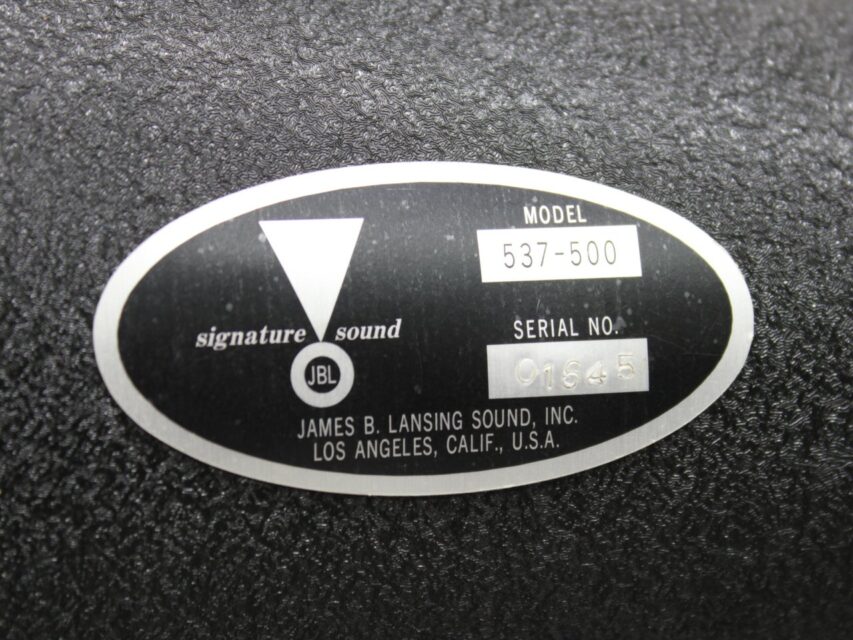 MODEL
537-500
signature sound
SERIAL NO.
01645
JBL
JAMES B. LANSING SOUND, INC.
LOS ANGELES, CALIF., U.S.A.